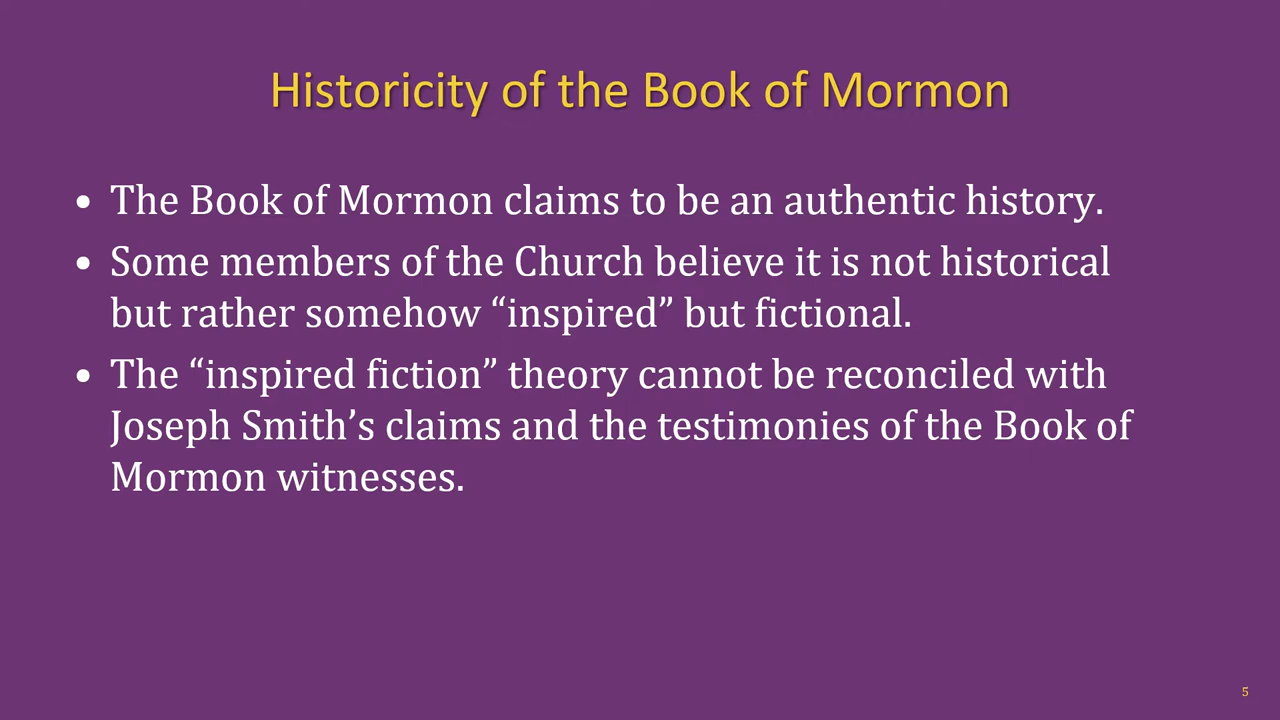 Historicity of the Book of Mormon
• The Book of Mormon claims to be an authentic history.
• Some members of the Church believe it is not historical
but rather somehow “inspired” but fictional.
• The “inspired fiction” theory cannot be reconciled with
Joseph Smith’s claims and the testimonies of the Book of
Mormon witnesses.
5